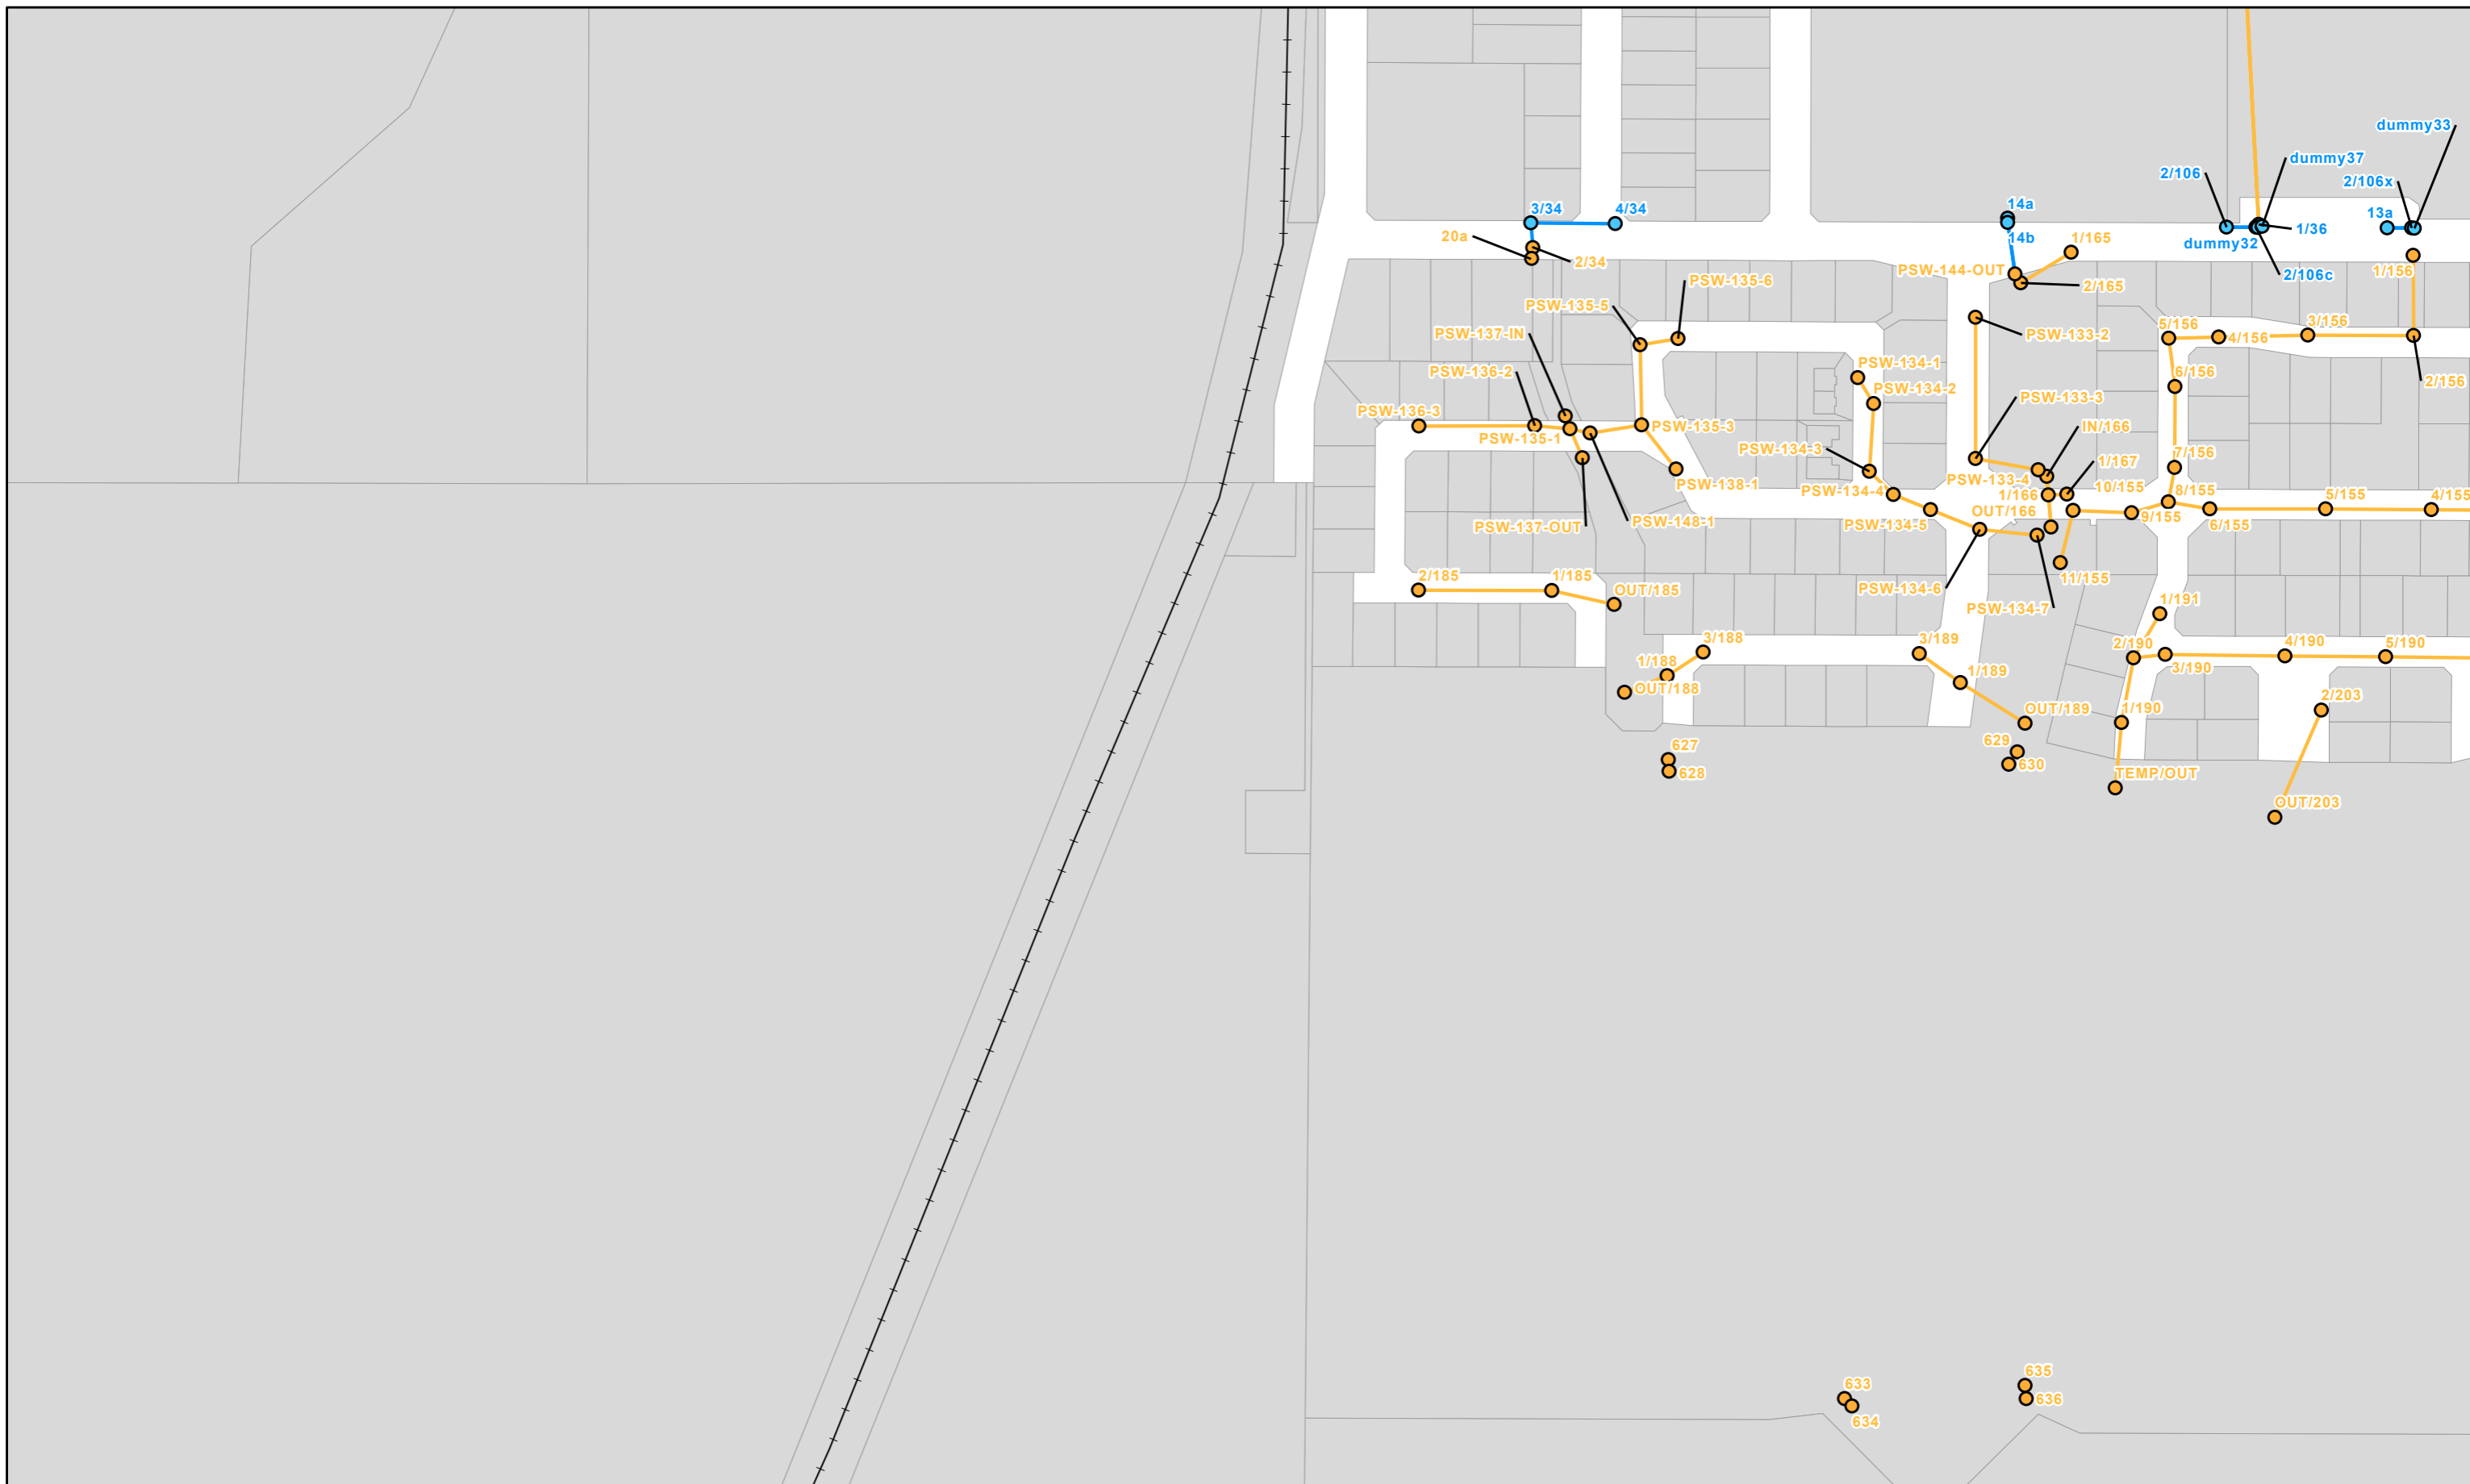 dummy33
dummy37
2/106
2/106x
3/34
4/34
14a
13a
1/36
20a
14b
1/165
dummy32
2/34
PSW-144-OUT
1/156
2/106c
PSW-135-6
2/165
PSW-135-5
PSW-137-IN
PSW-133-2
5/156
4/156
3/156
PSW-134-1
PSW-136-2
6/156
2/156
PSW-134-2
PSW-133-3
PSW-136-3
PSW-135-1
PSW-135-3
IN/166
PSW-134-3
7/156
1/167
PSW-133-4
PSW-138-1
PSW-134-4
10/155
1/166
8/155
5/155
4/155
OUT/166
9/155
PSW-137-OUT
PSW-148-1
PSW-134-5
6/155
2/185
1/185
11/155
OUT/185
PSW-134-6
1/191
PSW-134-7
3/188
3/189
2/190
4/190
5/190
1/188
1/189
3/190
OUT/188
2/203
OUT/189
1/190
627
629
628
630
TEMP/OUT
OUT/203
633
635
636
634